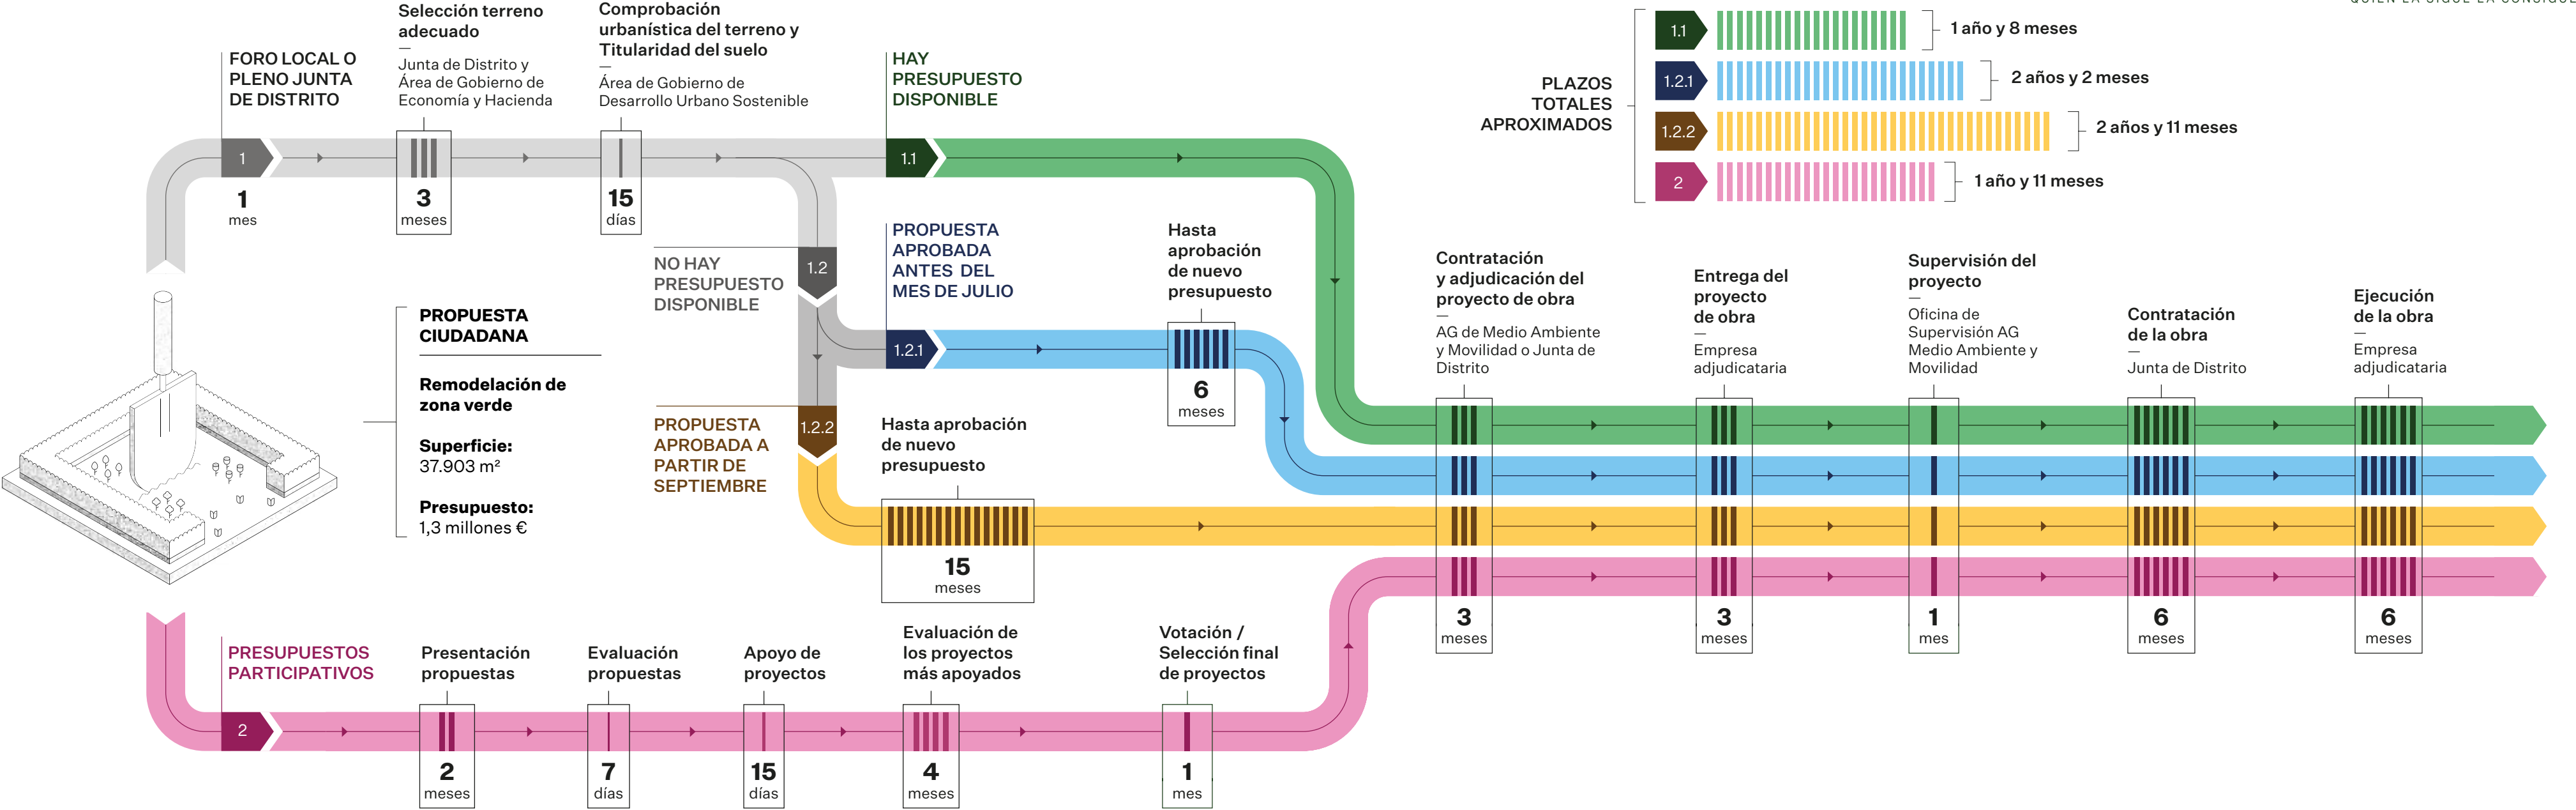 QUIEN LA SIGUE LA CONSIGUE
FORO LOCAL O
PLENO JUNTA
DE DISTRITO
1
1
mes
Selección terreno
adecuado
—
Junta de Distrito y
Área de Gobierno de
Economía y Hacienda
3
meses
Comprobación
urbanística del terreno y
Titularidad del suelo
—
Área de Gobierno de
Desarrollo Urbano Sostenible
15
días
HAY
PRESUPUESTO
DISPONIBLE
1.1
PLAZOS
TOTALES
APROXIMADOS
1.1
1 año y 8 meses
1.2.1
2 años y 2 meses
1.2.2
2 años y 11 meses
2
1 año y 11 meses
NO HAY
PRESUPUESTO
DISPONIBLE
1.2
PROPUESTA
APROBADA
ANTES DEL
MES DE JULIO
1.2.1
Hasta
aprobación
de nuevo
presupuesto
6
meses
PROPUESTA
CIUDADANA
Remodelación de
zona verde
Superficie:
37.903 m²
Presupuesto:
1,3 millones €
PROPUESTA
APROBADA A
PARTIR DE
SEPTIEMBRE
1.2.2
Hasta aprobación
de nuevo
presupuesto
15
meses
Contratación
y adjudicación del
proyecto de obra
—
AG de Medio Ambiente
y Movilidad o Junta de
Distrito
3
meses
Entrega del
proyecto
de obra
—
Empresa
adjudicataria
3
meses
Supervisión del
proyecto
—
Oficina de
Supervisión AG
Medio Ambiente y
Movilidad
1
mes
Contratación
de la obra
—
Junta de Distrito
6
meses
Ejecución
de la obra
—
Empresa
adjudicataria
6
meses
PRESUPUESTOS
PARTICIPATIVOS
2
Presentación
propuestas
2
meses
Evaluación
propuestas
7
días
Apoyo de
proyectos
15
días
Evaluación de
los proyectos
más apoyados
4
meses
Votación /
Selección final
de proyectos
1
mes